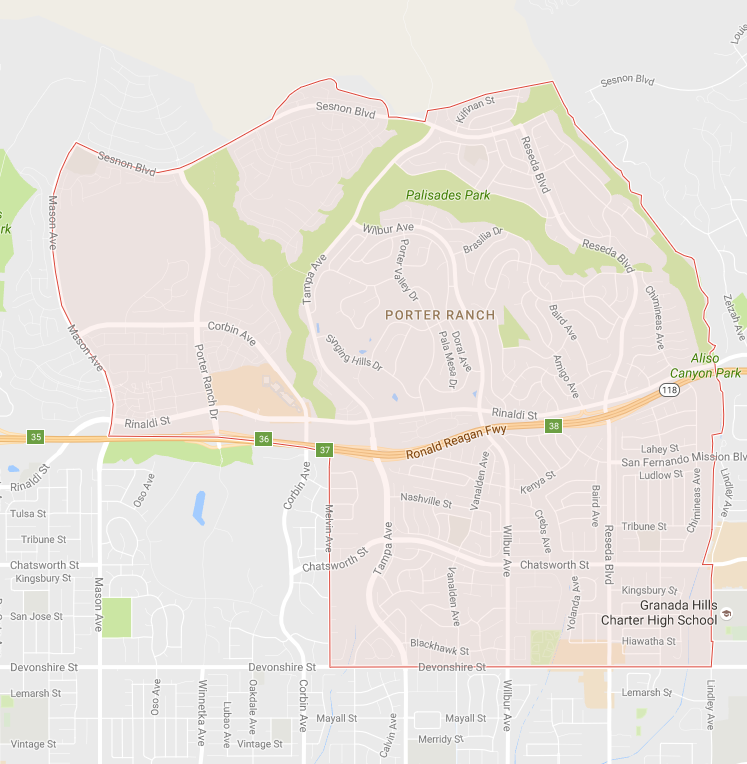 Louis
Sesnon Blvd
Sesnon Blvd
Kilfinan St
Sesnon Blvd
Reseda Blvd
Palisades Park
Mason Ave
s
rk
Wilbur Ave
Brasilia Dr
Reseda Blvd
Porter Valley Dr
Tampa Ave
Chimineas Ave
Zelzah Ave
PORTER RANCH
Baird Ave
Corbin Ave
Mason Ave
Singing Hills Dr
Doral Ave
Pala Mesa Dr
Amigo Ave
Aliso
Canyon Park
Porter Ranch Dr
118
Rinaldi St
Rinaldi St
38
35
36
37
Ronald Reagan Fwy
Lahey St
San Fernando Mission Blv
Ludlow St
Rinaldi St
Oso Ave
Corbin Ave
Vanalden Ave
Kenya St
Lindley Ave
Chimineas Ave
Nashville St
Baird Ave
Tulsa St
Melvin Ave
Crebs Ave
Tribune St
Tribune St
Tampa Ave
Wilbur Ave
Reseda Blvd
Chatsworth St
Chatsworth St
Chatsworth St
Kingsbury St
Mason Ave
Vanalden Ave
Yolanda Ave
Kingsbury St
Granada Hills
Charter High School
San Jose St
Hiawatha St
Blackhawk St
Devonshire St
Devonshire St
Devonshire St
Lemarsh St
Oso Ave
Winnetka Ave
Lubao Ave
Oakdale Ave
Corbin Ave
Wilbur Ave
Lemarsh St
Lindley Ave
Mayall St
Calvin Ave
Mayall St
Merridy St
Vintage St
Vintage St